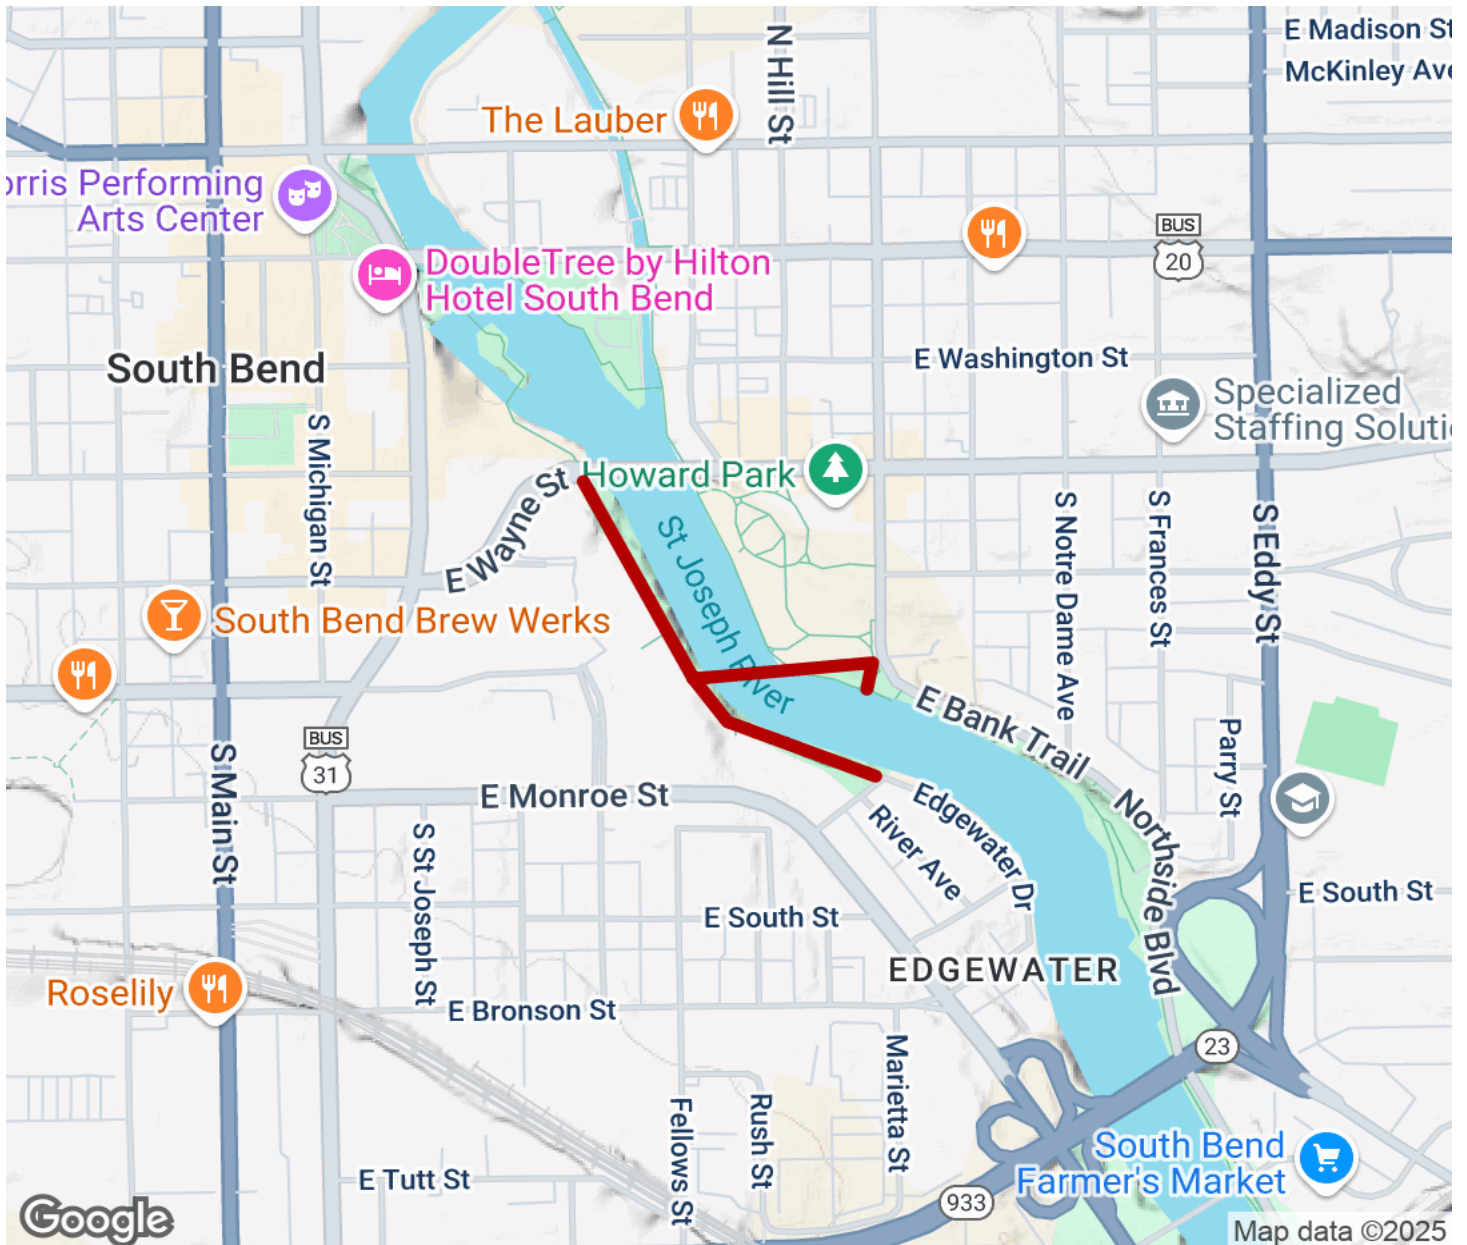 E Madison St
McKinley Ave
N Hill St
The Lauber
orris Performing
Arts Center
DoubleTree by Hilton
Hotel South Bend
BUS
20
South Bend
E Washington St
Specialized
Staffing Soluti
S Michigan St
Howard Park
E Wayne St
St Joseph River
S Notre Dame Ave
S Frances St
S Eddy St
South Bend Brew Werks
E Bank Trail
Parry St
BUS
31
S Main St
E Monroe St
Edgewater Dr
River Ave
Northside Blvd
S St Joseph St
E South St
E South St
EDGEWATER
Roselily
E Bronson St
23
Marietta St
Fellows St
Rush St
South Bend
Farmer's Market
E Tutt St
933
Google
Map data ©2025